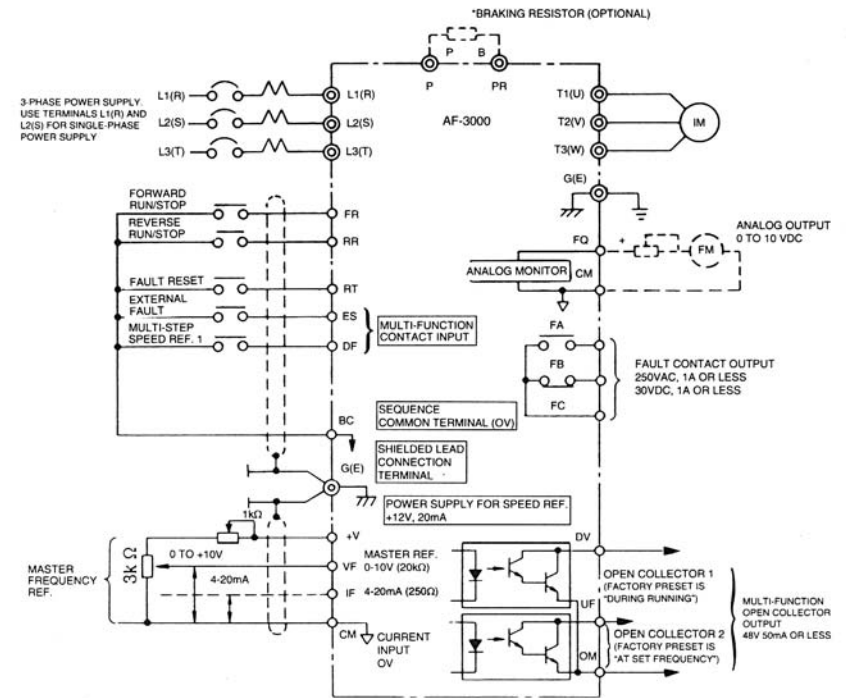 *BRAKING RESISTOR (OPTIONAL)
P B
P PR
3-PHASE POWER SUPPLY.
USE TERMINALS L1(R) AND
L2(S) FOR SINGLE-PHASE
POWER SUPPLY
L1(R) L1(R)
L2(S) L2(S)
L3(T) L3(T)
AF-3000
T1(U)
T2(V)
T3(W)
IM
G(E)
FORWARD
RUN/STOP
FR
REVERSE
RUN/STOP
RR
FAULT RESET
RT
EXTERNAL
FAULT
ES
MULTI-STEP
SPEED REF. 1
DF
MULTI-FUNCTION
CONTACT INPUT
FQ
+
FM
ANALOG OUTPUT
0 TO 10 VDC
ANALOG MONITOR
CM
FA
FB
FC
FAULT CONTACT OUTPUT
250VAC, 1A OR LESS
30VDC, 1A OR LESS
BC
SEQUENCE
COMMON TERMINAL (OV)
G(E)
SHIELDED LEAD
CONNECTION
TERMINAL
POWER SUPPLY FOR SPEED REF.
+12V, 20mA
1kΩ
+V
MASTER
FREQUENCY
REF.
3k Ω
0 TO +10V
VF
MASTER REF.
0-10V (20kΩ)
4-20mA
IF
4-20mA (250Ω)
CM
CURRENT
INPUT
OV
DV
OPEN COLLECTOR 1
(FACTORY PRESET IS
"DURING RUNNING")
UF
OPEN COLLECTOR 2
(FACTORY PRESET IS
"AT SET FREQUENCY")
OM
MULTI-FUNCTION
OPEN COLLECTOR
OUTPUT
48V 50mA OR LESS